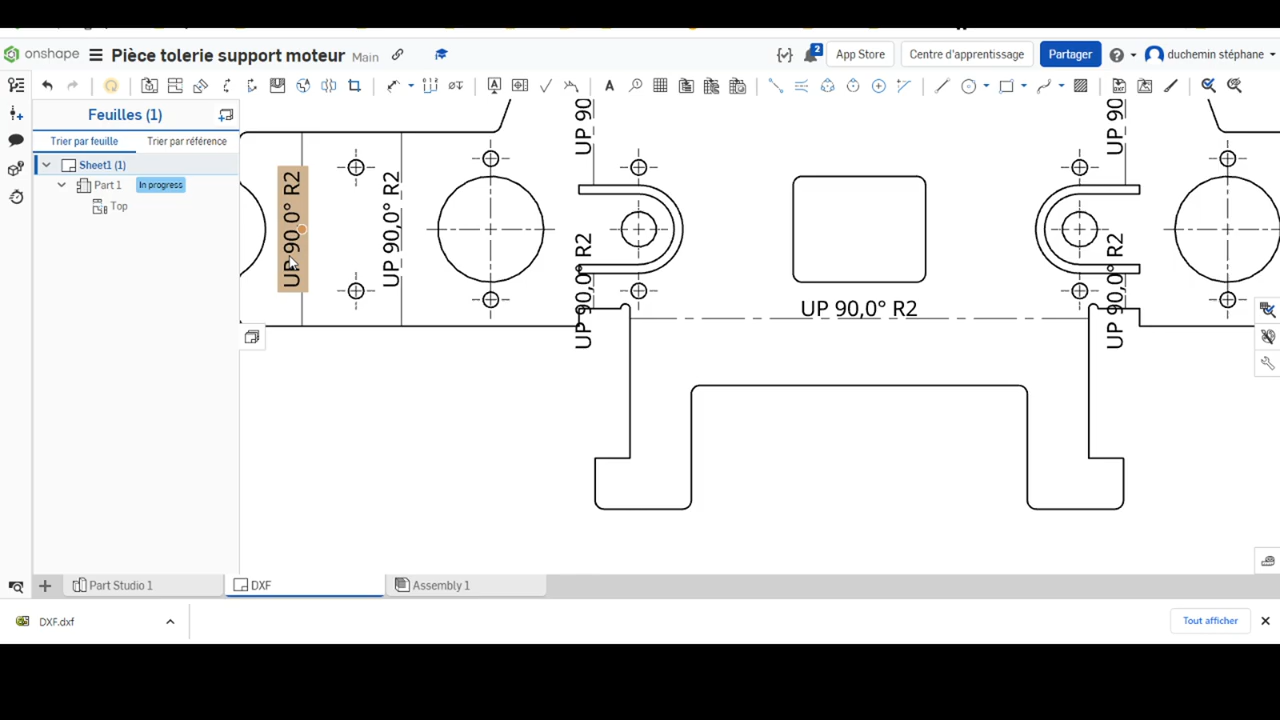 onshape
Pièce tolerie support moteur Main
2
App Store
Centre d'apprentissage
Partager
duchemin stéphane
Feuilles (1)
Trier par feuille
Trier par référence
Sheet1 (1)
Part 1
In progress
Top
UP 90,0° R2
UP 90,0° R2
UP 90
UP 90,0° R2
UP 90,0° R2
UP 90
UP 90,0° R2
Part Studio 1
DXF
Assembly 1
DXF.dxf
Tout afficher